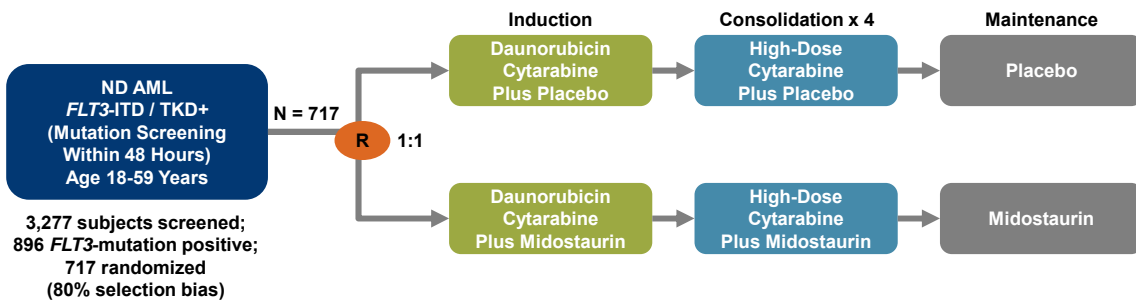 Induction
Consolidation x 4
Maintenance
ND AML
FLT3-ITD / TKD+
(Mutation Screening
Within 48 Hours)
Age 18-59 Years
N = 717
R
1:1
Daunorubicin
Cytarabine
Plus Placebo
High-Dose
Cytarabine
Plus Placebo
Placebo
Daunorubicin
Cytarabine
Plus Midostaurin
High-Dose
Cytarabine
Plus Midostaurin
Midostaurin
3,277 subjects screened;
896 FLT3-mutation positive;
717 randomized
(80% selection bias)